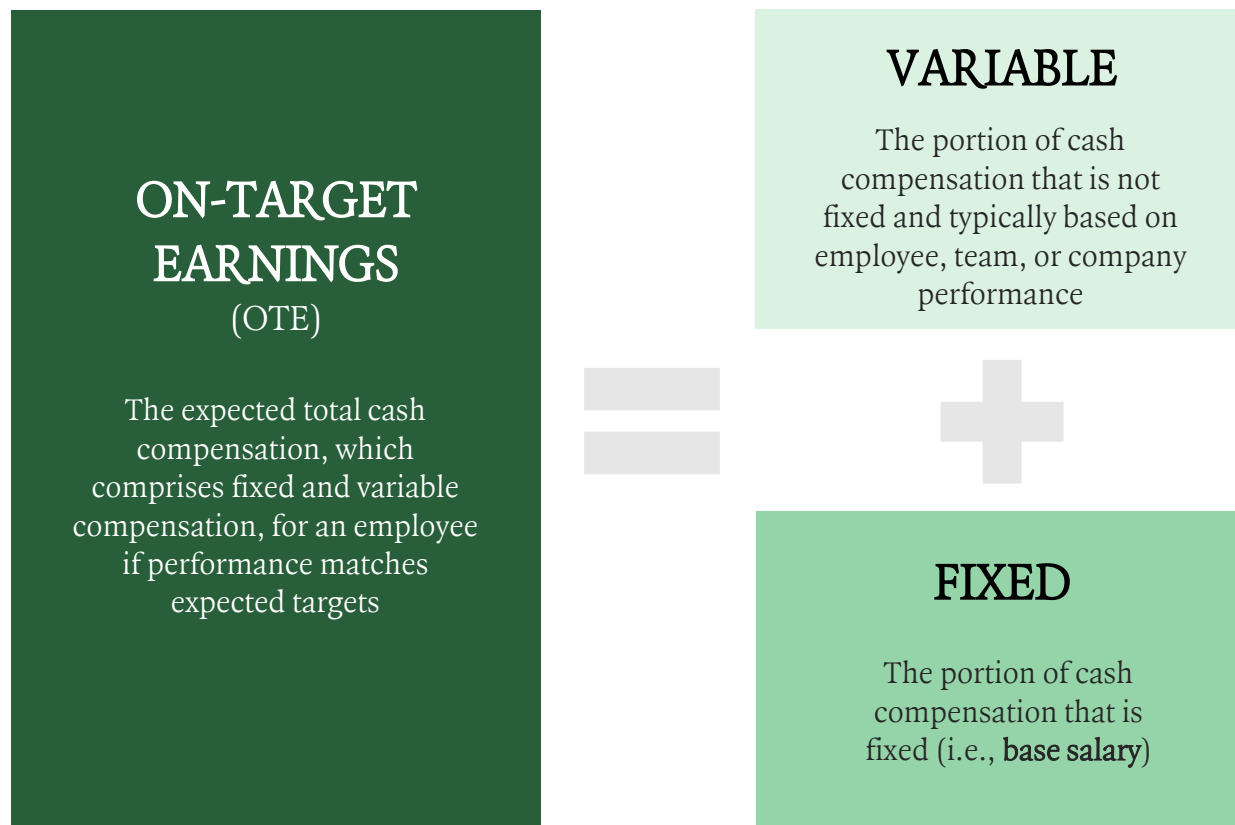 ON-TARGET
EARNINGS
(OTE)
The expected total cash
compensation, which
comprises fixed and variable
compensation, for an employee
if performance matches
expected targets
VARIABLE
The portion of cash
compensation that is not
fixed and typically based on
employee, team, or company
performance
FIXED
The portion of cash
compensation that is
fixed (i.e., base salary)